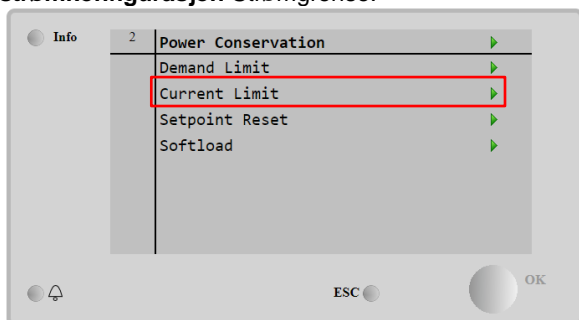 Info
2 Power Conservation
Demand Limit
Current Limit
Setpoint Reset
Softload
ESC
OK